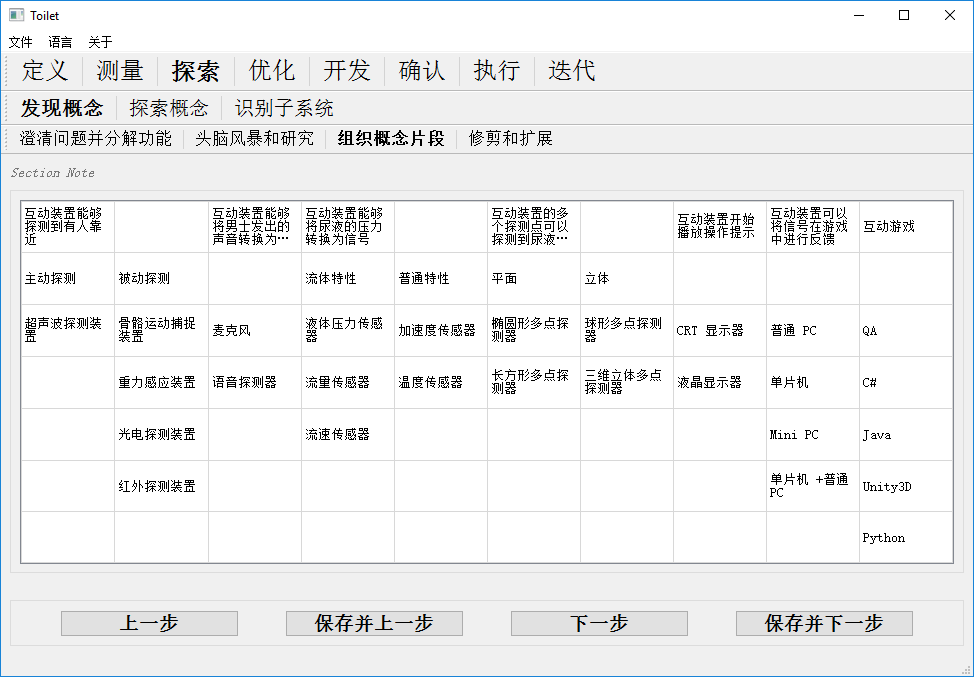 Toilet
文件 语言 关于
定义 测量 探索 优化 开发 确认 执行 迭代
发现概念 探索概念 识别子系统
澄清问题并分解功能 头脑风暴和研究 组织概念片段 修剪和扩展
Section Note
互动装置能够
探测到有人靠
近
互动装置能够
将男士发出的
声音转换为…
互动装置能够
将尿液的压力
转换为信号
互动装置的多
个探测点可以
探测到尿液…
互动装置开始
播放操作提示
互动装置可以
将信号在游戏
中进行反馈
互动游戏
主动探测 被动探测 流体特性 普通特性 平面 立体
超声波探测装
置
骨骼运动捕捉
装置
麦克风
液体压力传感
器
加速度传感器
椭圆形多点探
测器
球形多点探测
器
CRT 显示器
普通 PC
QA
重力感应装置
语音探测器
流量传感器
温度传感器
长方形多点探
测器
三维立体多点
探测器
液晶显示器
单片机
C#
光电探测装置 流速传感器 Mini PC Java
红外探测装置
单片机 +普通
PC
Unity3D
Python
上一步 保存并上一步 下一步 保存并下一步